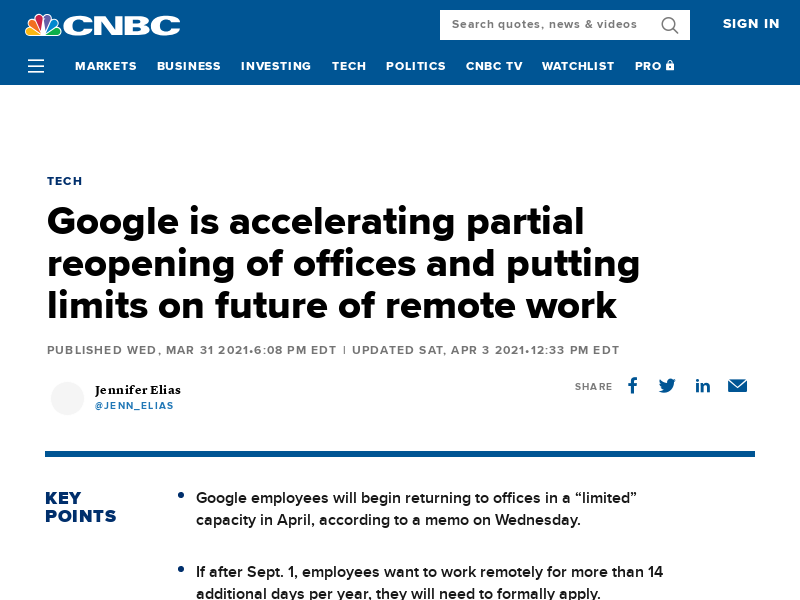 CNBC
Search quotes, news & videos
SIGN IN
MARKETS BUSINESS INVESTING TECH POLITICS CNBC TV WATCHLIST PRO
TECH
Google is accelerating partial
reopening of offices and putting
limits on future of remote work
PUBLISHED WED, MAR 31 2021•6:08 PM EDT | UPDATED SAT, APR 3 2021•12:33 PM EDT
Jennifer Elias
@JENN_ELIAS
SHARE
KEY
POINTS
Google employees will begin returning to offices in a “limited”
capacity in April, according to a memo on Wednesday.
If after Sept. 1, employees want to work remotely for more than 14
additional days per year, they will need to formally apply.